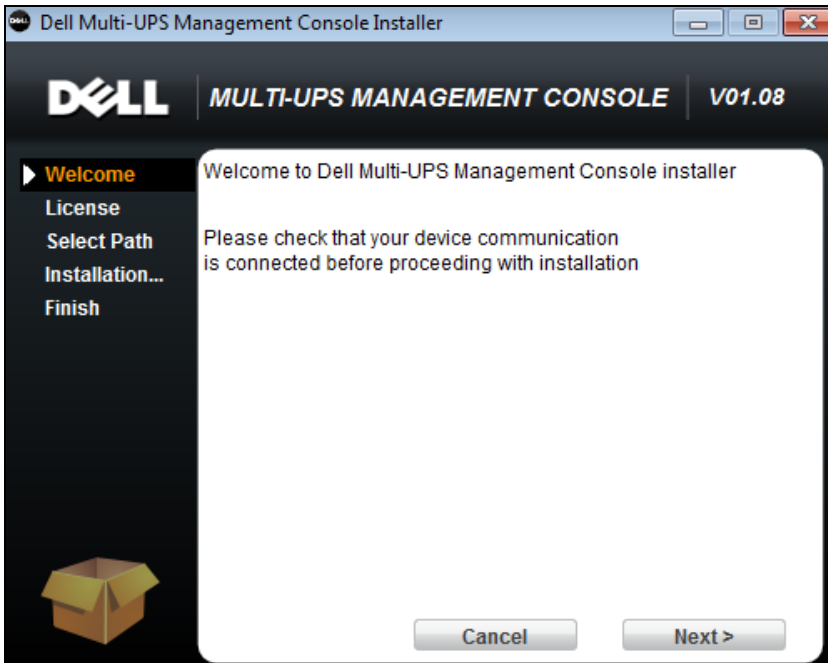 Dell Multi-UPS Management Console Installer
DELL
MULTI-UPS MANAGEMENT CONSOLE
V01.08
Welcome
License
Select Path
Installation...
Finish
Welcome to Dell Multi-UPS Management Console installer
Please check that your device communication
is connected before proceeding with installation
Cancel
Next >